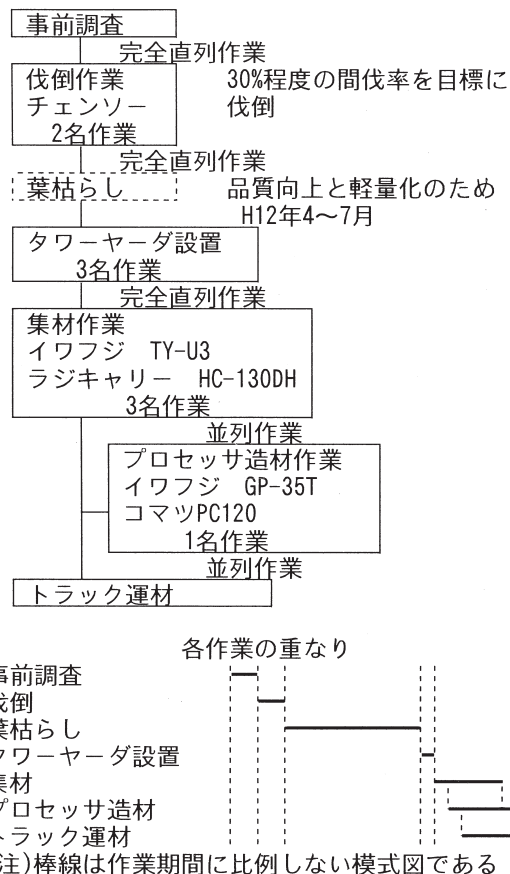 事前調査
完全直列作業
伐倒作業
チェンソー
2名作業
30%程度の間伐率を目標に
伐倒
完全直列作業
葉枯らし
品質向上と軽量化のため
H12年4～7月
タワーヤーダ設置
3名作業
完全直列作業
集材作業
イワフジ TY-U3
ラジキャリー HC-130DH
3名作業
並列作業
プロセッサ造材作業
イワフジ GP-35T
コマツPC120
1名作業
並列作業
トラック運材
各作業の重なり
事前調査
伐倒
葉枯らし
タワーヤーダ設置
集材
プロセッサ造材
トラック運材
注)棒線は作業期間に比例しない模式図である